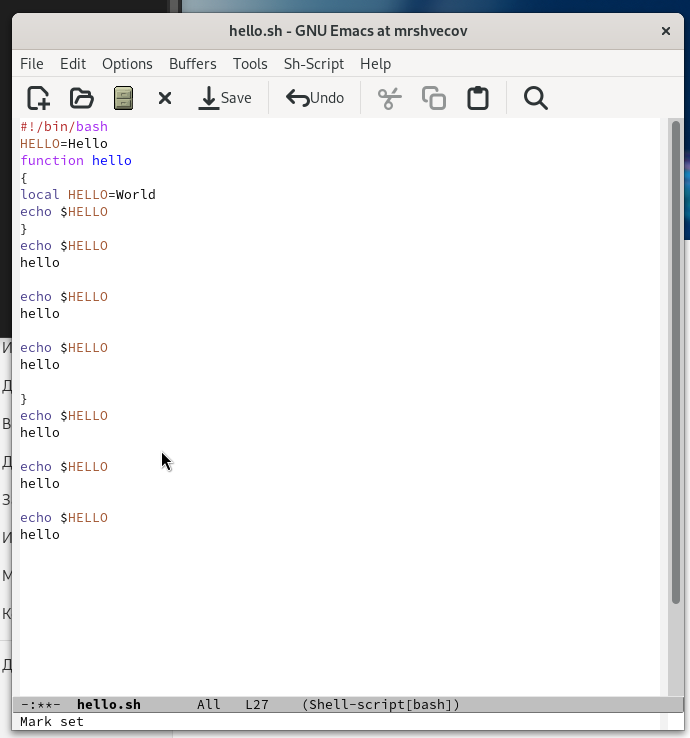 hello.sh - GNU Emacs at mrshvecov ×
File Edit Options Buffers Tools Sh-Script Help
Save Undo
#!/bin/bash
HELLO=Hello
function hello
{
local HELLO=World
echo $HELLO
}
echo $HELLO
hello
echo $HELLO
hello
echo $HELLO
hello
}
echo $HELLO
hello
echo $HELLO
hello
echo $HELLO
hello
-:**- hello.sh All L27 (Shell-script[bash])
Mark set
И
Д
В
Д
З
И
М
К
Д